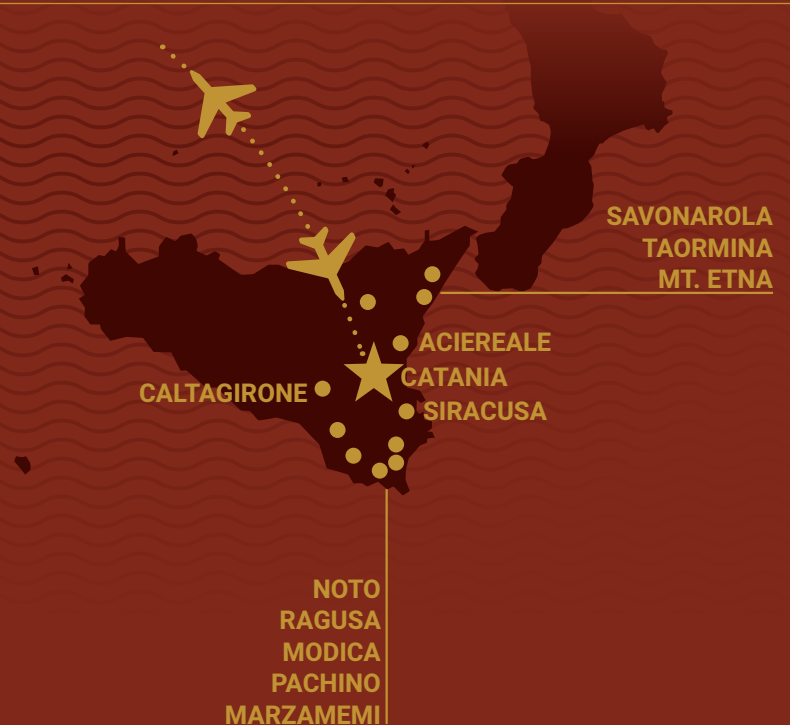 SAVONAROLA
TAORMINA
MT. ETNA
ACIEREALE
CATANIA
CALTAGIRONE
SIRACUSA
NOTO
RAGUSA
MODICA
PACHINO
MARZAMEMI